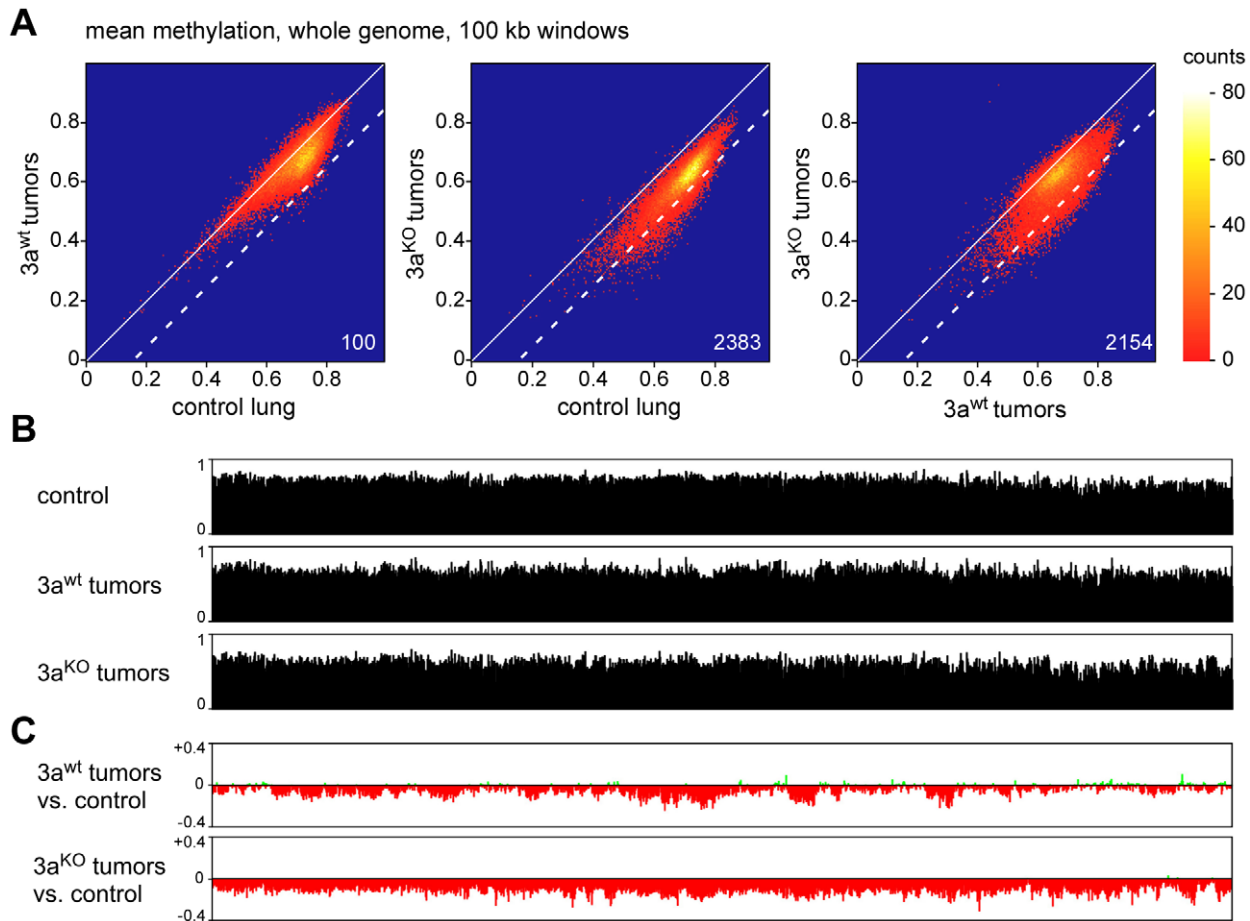 A
mean methylation, whole genome, 100 kb windows
counts
3a^wt tumors
0.8
0.6
0.4
0.2
0
0 0.2 0.4 0.6 0.8
control lung
100
3a^KO tumors
0.8
0.6
0.4
0.2
0
0 0.2 0.4 0.6 0.8
control lung
2383
3a^KO tumors
0.8
0.6
0.4
0.2
0
0 0.2 0.4 0.6 0.8
3a^wt tumors
2154
80
60
40
20
0
B
control
1
0
3a^wt tumors
1
0
3a^KO tumors
1
0
C
3a^wt tumors
vs. control
+0.4
0
-0.4
3a^KO tumors
vs. control
+0.4
0
-0.4